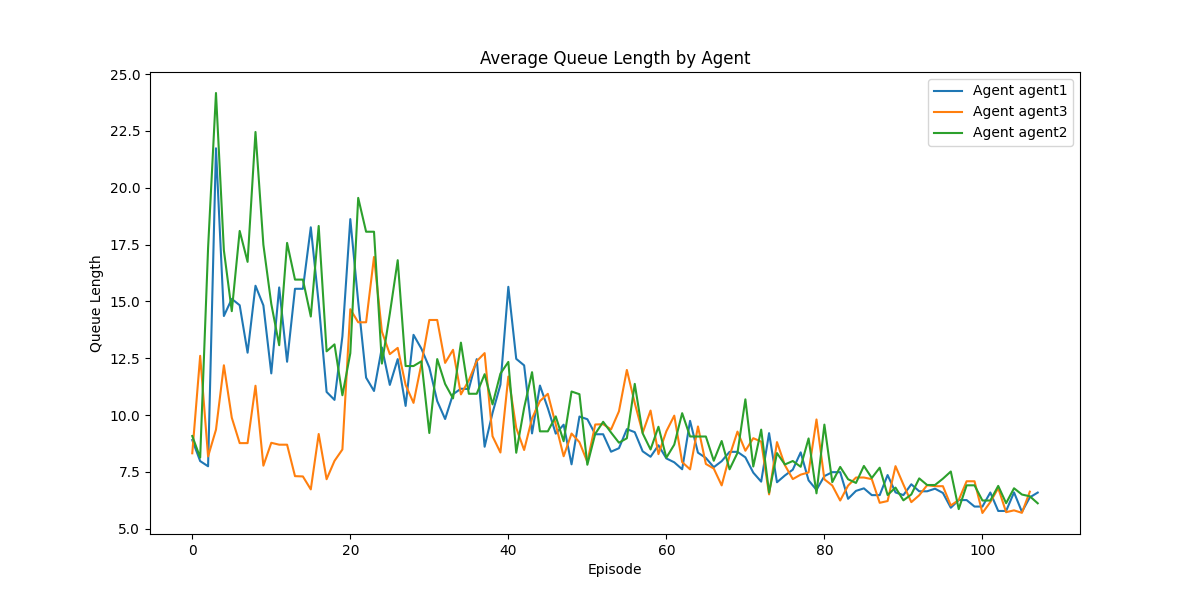 Average Queue Length by Agent
25.0
22.5
20.0
17.5
15.0
12.5
10.0
7.5
5.0
Queue Length
0 20 40 60 80 100
Episode
Agent agent1
Agent agent3
Agent agent2